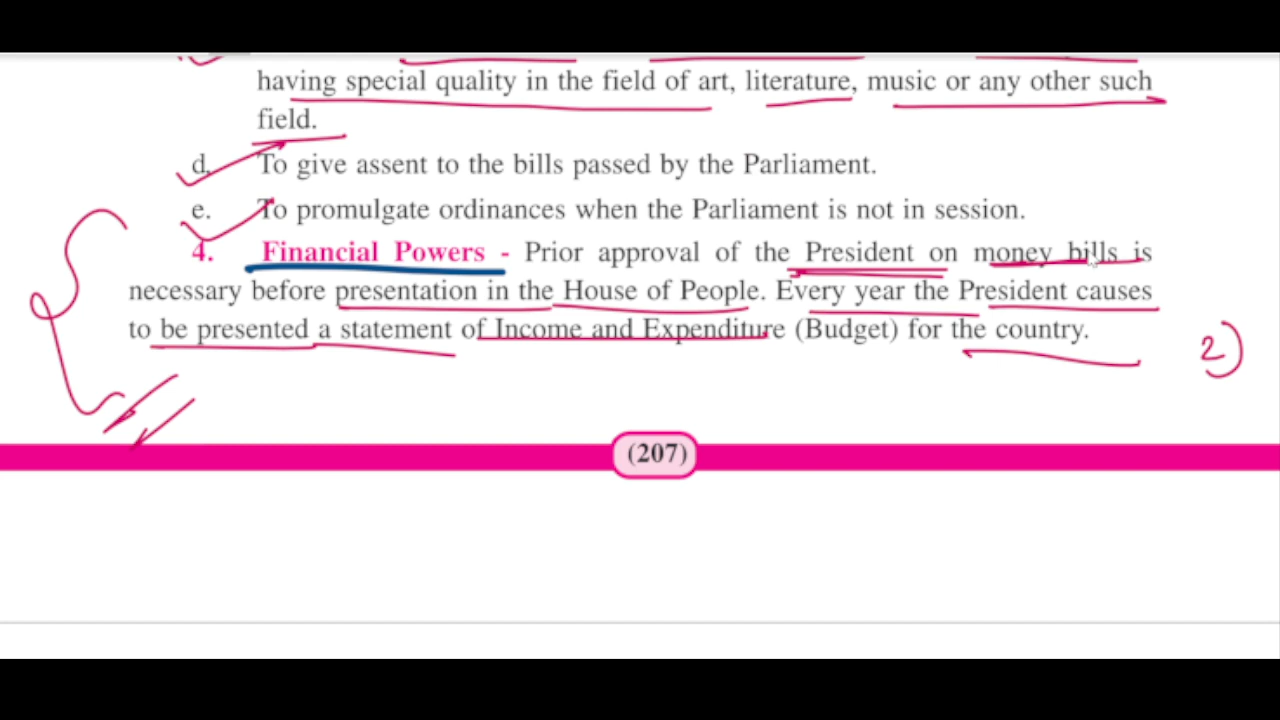 having special quality in the field of art, literature, music or any other such
field.
d. To give assent to the bills passed by the Parliament.
e. To promulgate ordinances when the Parliament is not in session.
4. Financial Powers - Prior approval of the President on money bills is
necessary before presentation in the House of People. Every year the President causes
to be presented a statement of Income and Expenditure (Budget) for the country.
2)
(207)